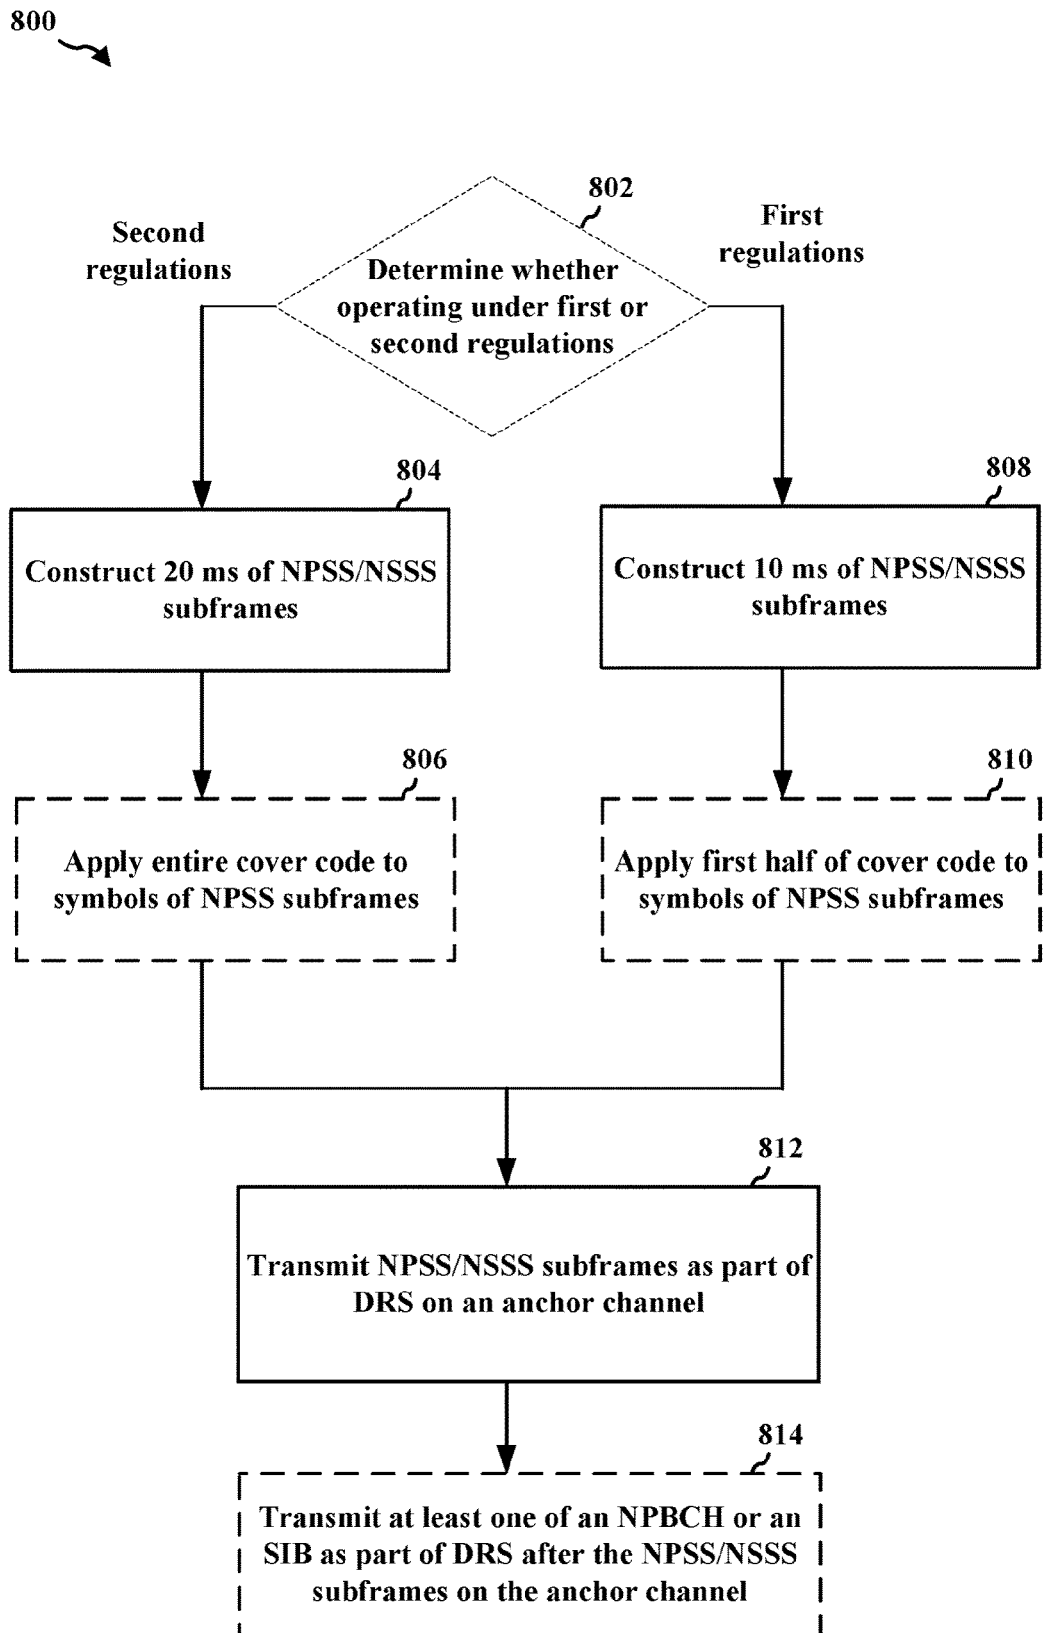 800
802
Second
regulations
First
regulations
Determine whether
operating under first or
second regulations
804
808
Construct 20 ms of NPSS/NSSS
subframes
Construct 10 ms of NPSS/NSSS
subframes
806
810
Apply entire cover code to
symbols of NPSS subframes
Apply first half of cover code to
symbols of NPSS subframes
812
Transmit NPSS/NSSS subframes as part of
DRS on an anchor channel
814
Transmit at least one of an NPBCH or an
SIB as part of DRS after the NPSS/NSSS
subframes on the anchor channel